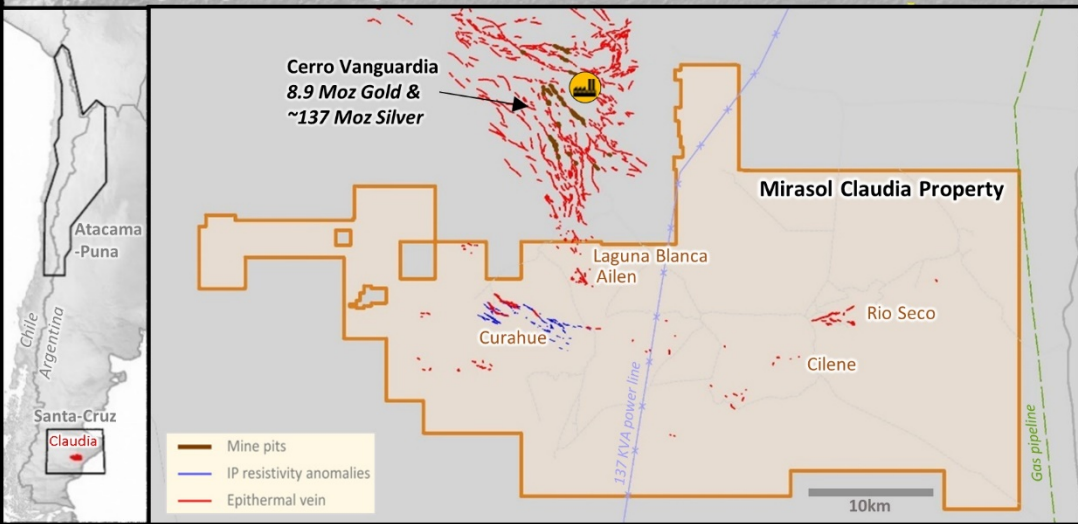 Atacama
-Puna
Chile
Argentina
Santa-Cruz
Claudia
Cerro Vanguardia
8.9 Moz Gold &
~137 Moz Silver
Mirasol Claudia Property
Laguna Blanca
Ailen
Curahue
Rio Seco
Cilene
137 KVA power line
Gas pipeline
Mine pits
IP resistivity anomalies
Epithermal vein
10km